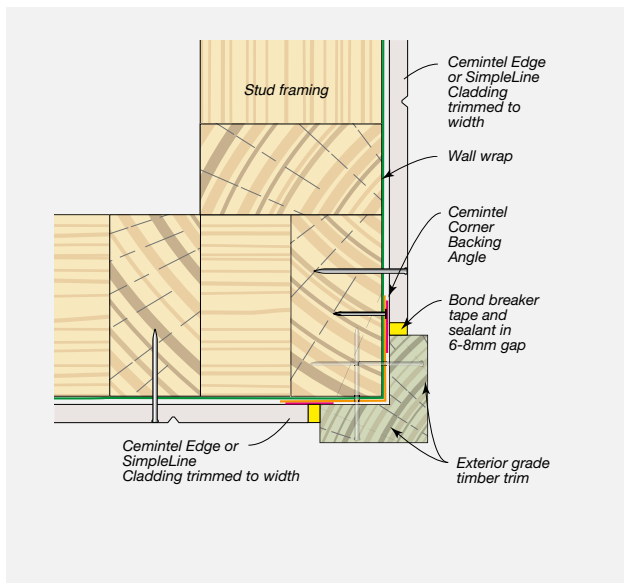 Stud framing
Cemintel Edge
or SimpleLine
Cladding
trimmed to
width
Wall wrap
Cemintel
Corner
Backing
Angle
Bond breaker
tape and
sealant in
6-8mm gap
Cemintel Edge or
SimpleLine
Cladding trimmed to width
Exterior grade
timber trim